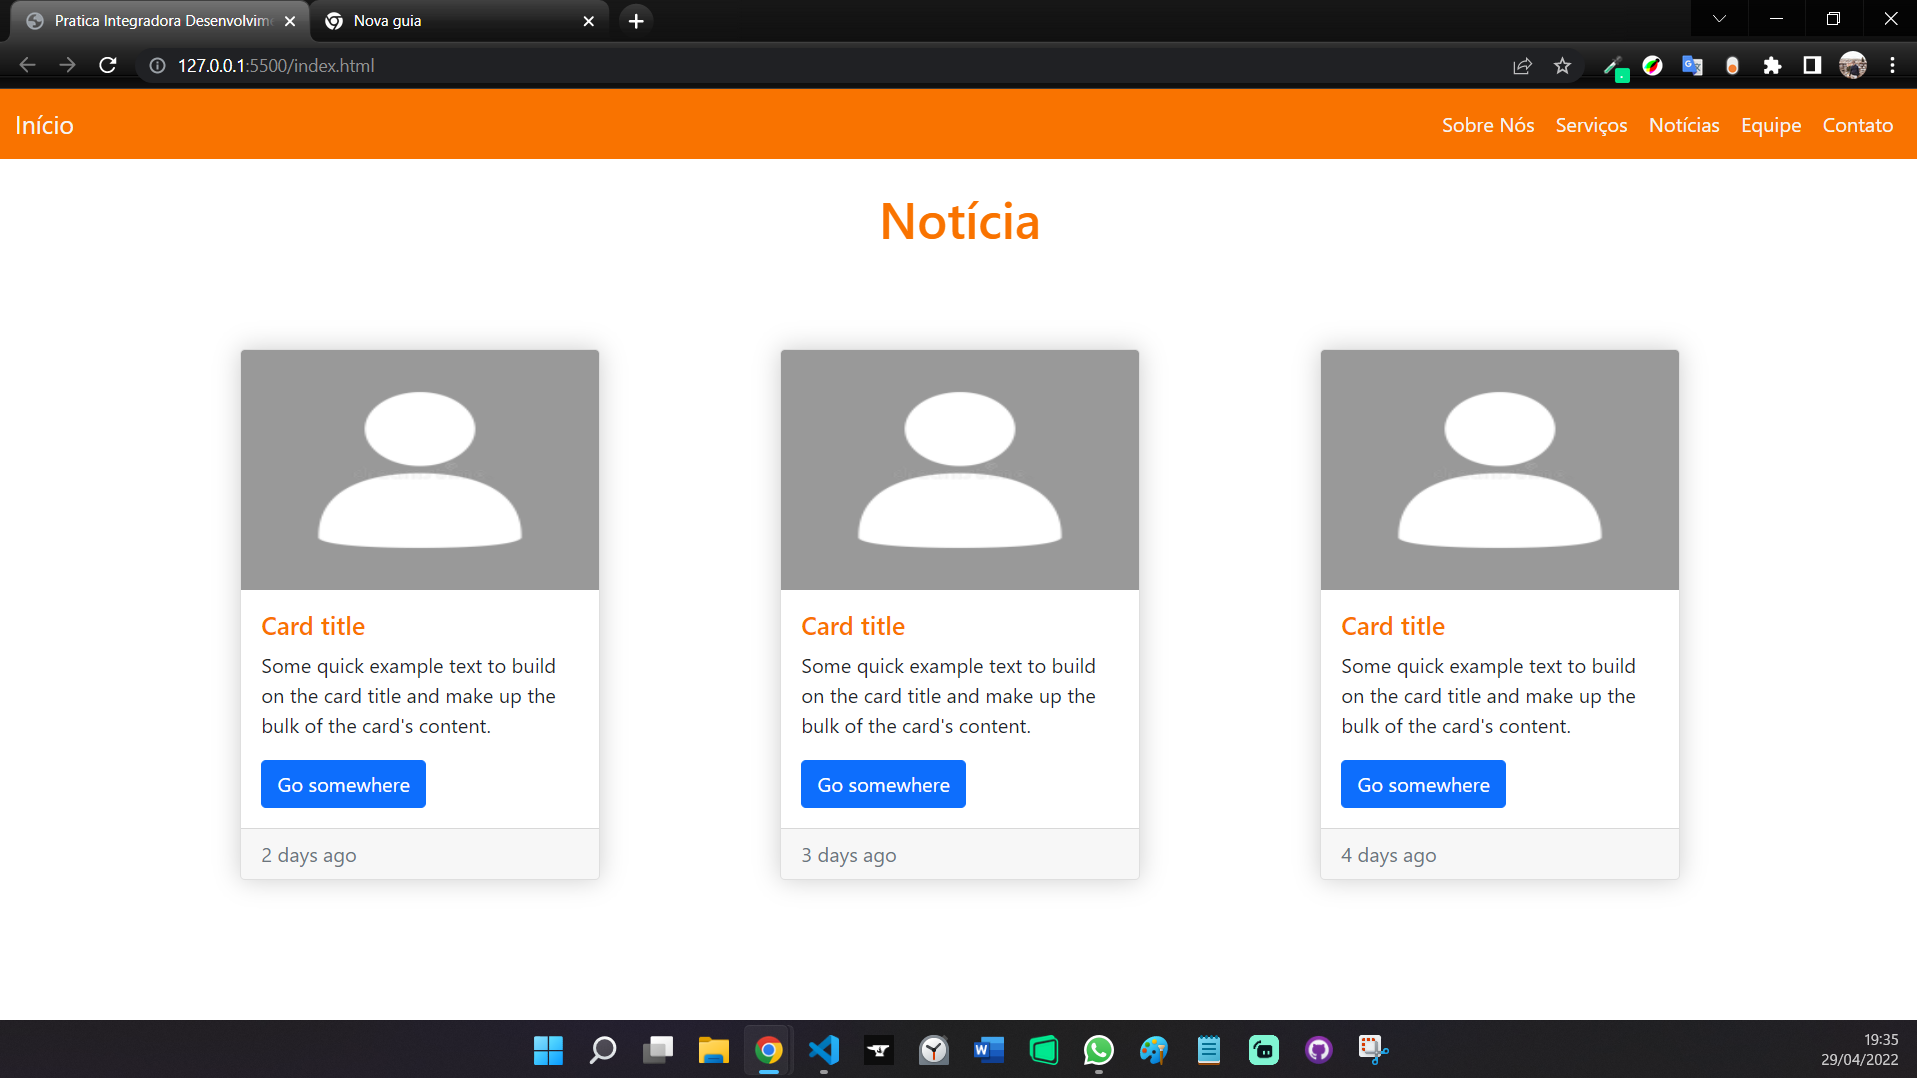 Pratica Integradora Desenvolvim
Nova guia
127.0.0.1:5500/index.html
Início
Sobre Nós
Serviços
Notícias
Equipe
Contato
Notícia
Card title
Some quick example text to build
on the card title and make up the
bulk of the card's content.
Go somewhere
2 days ago
Card title
Some quick example text to build
on the card title and make up the
bulk of the card's content.
Go somewhere
3 days ago
Card title
Some quick example text to build
on the card title and make up the
bulk of the card's content.
Go somewhere
4 days ago
19:35
29/04/2022